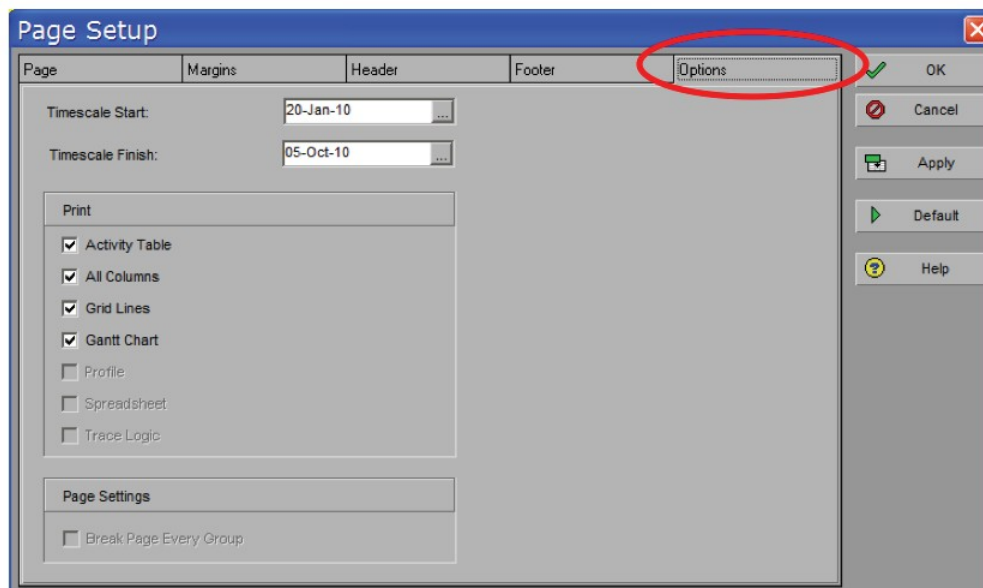 Page Setup
Page Margins Header Footer Options
OK
Timescale Start: 20-Jan-10 ...
Cancel
Timescale Finish: 05-Oct-10 ...
Apply
Print
Default
Activity Table
All Columns
Help
Grid Lines
Gantt Chart
Profile
Spreadsheet
Trace Logic
Page Settings
Break Page Every Group